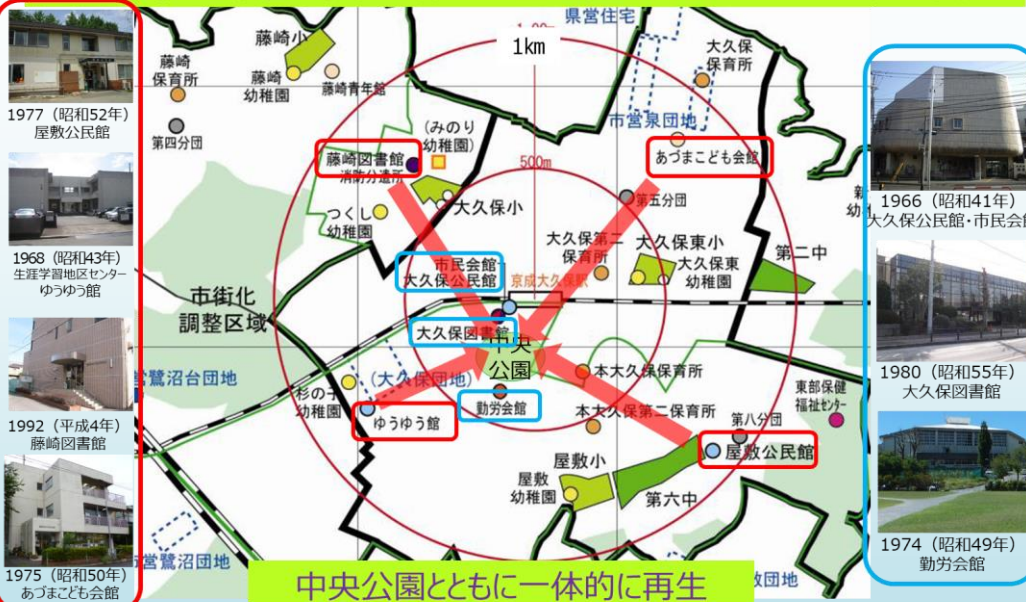 1977（昭和52年）
屋敷公民館
1968（昭和43年）
生涯学習地区センター
ゆうゆう館
1992（平成4年）
藤崎図書館
1975（昭和50年）
あづまこども会館
県営住宅
1km
500m
藤崎小
藤崎
保育所
藤崎
幼稚園
藤崎青年館
第四分団
(みのり
幼稚園)
藤崎図書館
消防分遣所
大久保小
つくし
幼稚園
大久保
保育所
市営泉団地
あづまこども会館
第五分団
大久保第二
保育所
大久保東小
大久保東
幼稚園
第二中
市民会館
大久保公民館
京成大久保駅
市街化
調整区域
大久保図書館
中央
公園
営鷺沼台団地
(大久保団地)
杉の子
幼稚園
ゆうゆう館
勤労会館
本大久保保育所
本大久保第二保育所
東部保健
福祉センター
第八分団
屋敷公民館
屋敷小
屋敷
幼稚園
第六中
営鷺沼団地
団地
中央公園とともに一体的に再生
1966（昭和41年）
大久保公民館・市民会
1980（昭和55年）
大久保図書館
1974（昭和49年）
勤労会館